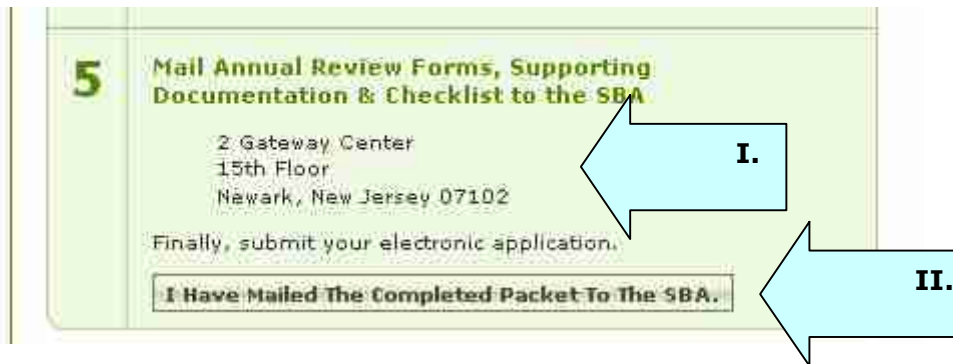 5
Mail Annual Review Forms, Supporting
Documentation & Checklist to the SBA
2 Gateway Center
15th Floor
Newark, New Jersey 07102
I.
Finally, submit your electronic application.
I Have Mailed The Completed Packet To The SBA.
II.